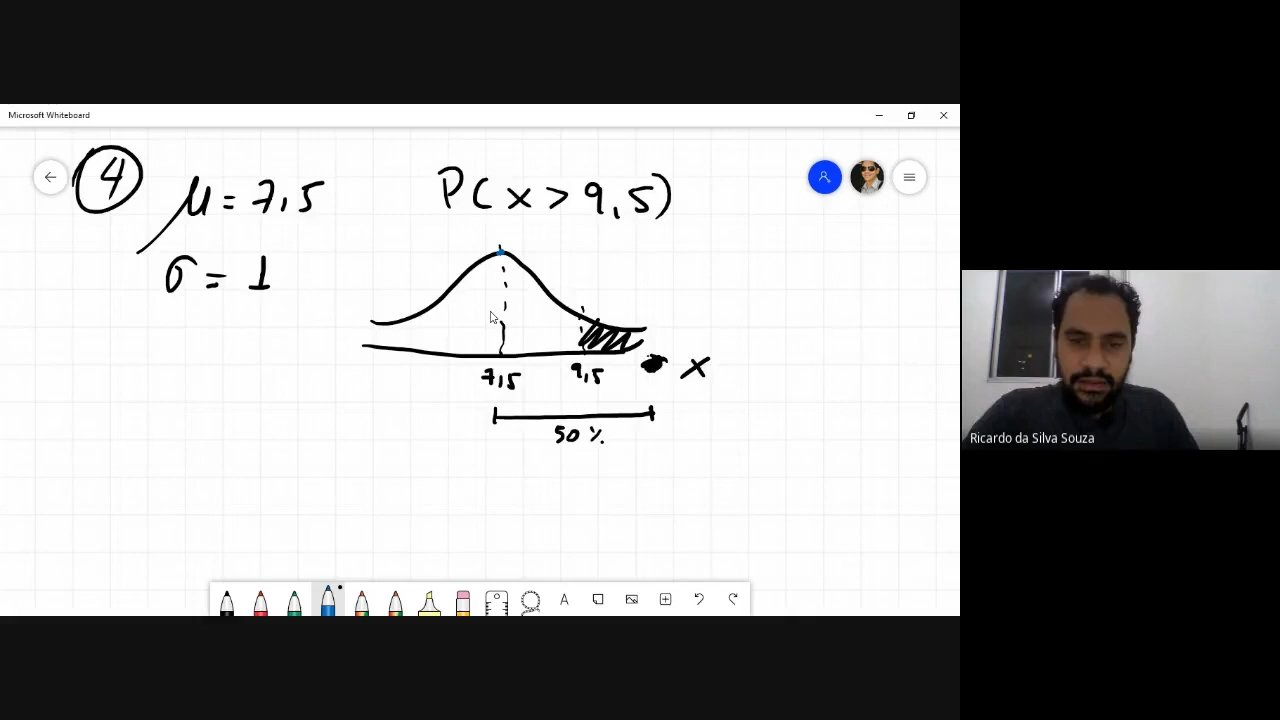 Microsoft Whiteboard
4
μ = 7,5
P( x > 9,5)
σ = 1
7,5
9,5
x
50 %
A
Ricardo da Silva Souza